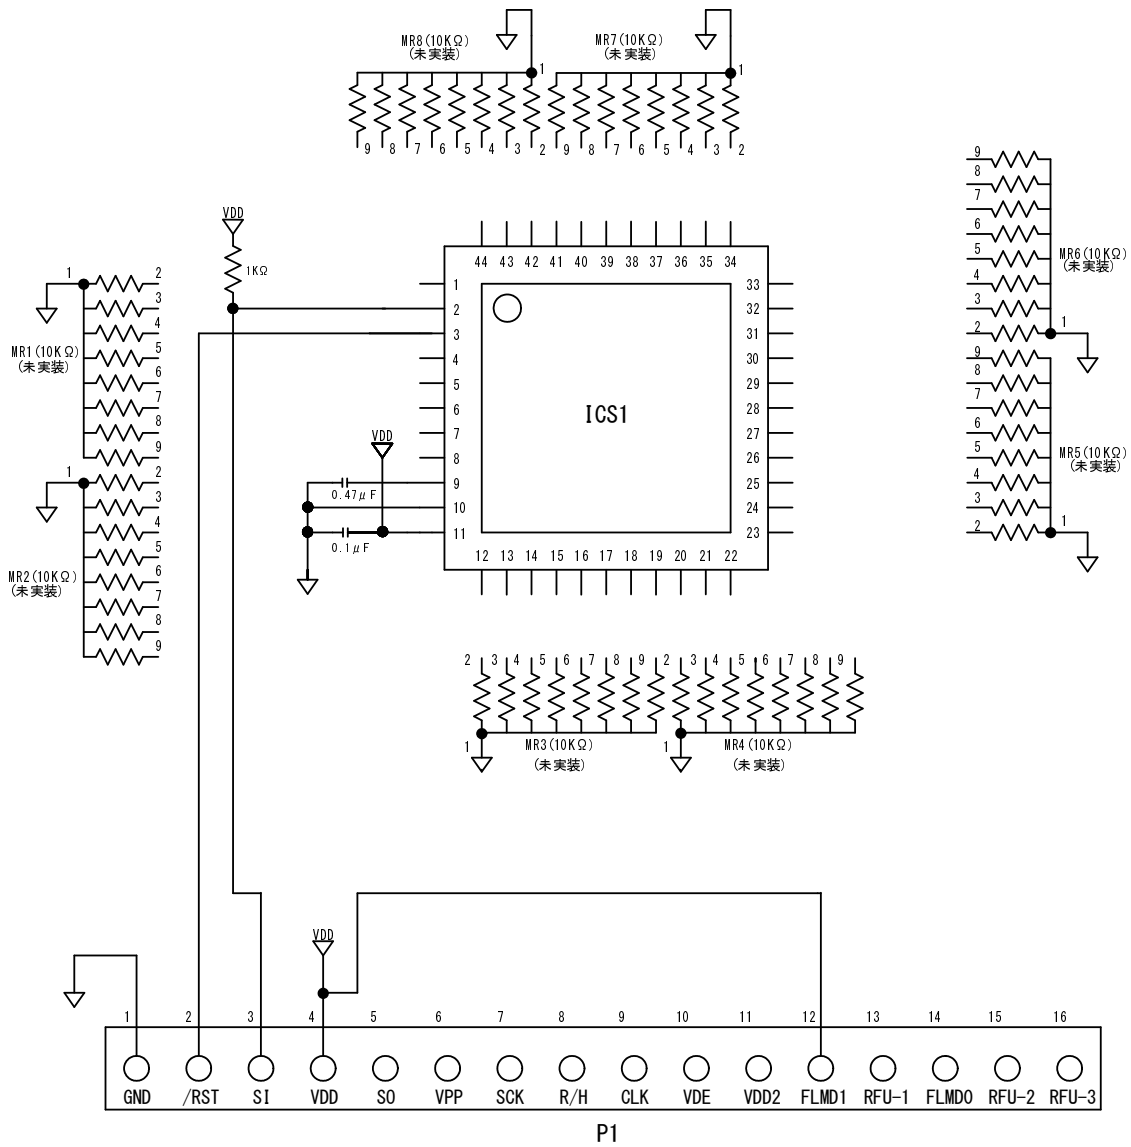 MR8(10KΩ)
(未実装)
1
MR7(10KΩ)
(未実装)
1
9 8 7 6 5 4 3 2 9 8 7 6 5 4 3 2
VDD
1KΩ
1
2
3
4
5
6
7
8
9
MR1(10KΩ)
(未実装)
1
2
3
4
5
6
7
8
9
MR2(10KΩ)
(未実装)
44 43 42 41 40 39 38 37 36 35 34
1
2
3
4
5
6
7
8
9
10
11
ICS1
33
32
31
30
29
28
27
26
25
24
23
12 13 14 15 16 17 18 19 20 21 22
VDD
0.47μF
0.1μF
9
8
7
6
5
4
3
2
1
MR6(10KΩ)
(未実装)
9
8
7
6
5
4
3
2
1
MR5(10KΩ)
(未実装)
2 3 4 5 6 7 8 9 2 3 4 5 6 7 8 9
1
MR3(10KΩ)
(未実装)
1
MR4(10KΩ)
(未実装)
VDD
1 2 3 4 5 6 7 8 9 10 11 12 13 14 15 16
GND /RST SI VDD SO VPP SCK R/H CLK VDE VDD2 FLMD1 RFU-1 FLMD0 RFU-2 RFU-3
P1